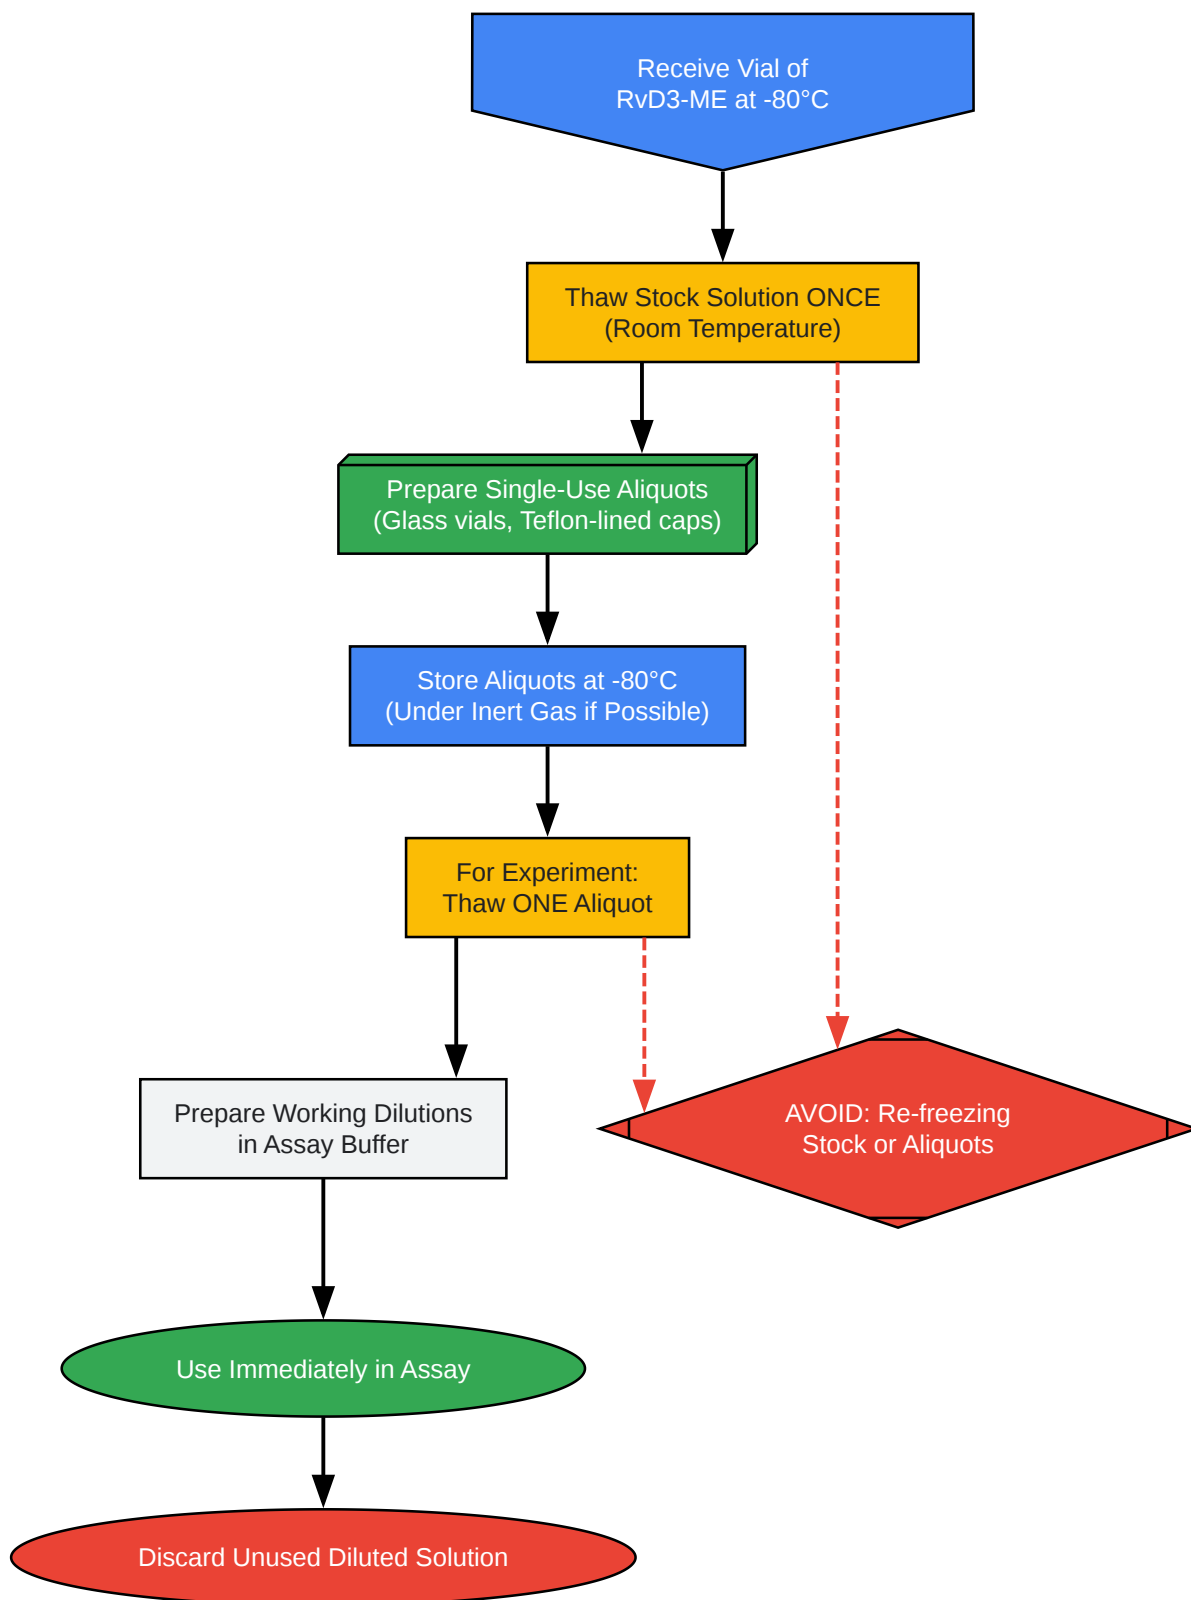 Receive Vial of
RvD3-ME at -80°C
Thaw Stock Solution ONCE
(Room Temperature)
Prepare Single-Use Aliquots
(Glass vials, Teflon-lined caps)
Store Aliquots at -80°C
(Under Inert Gas if Possible)
For Experiment:
Thaw ONE Aliquot
Prepare Working Dilutions
in Assay Buffer
AVOID: Re-freezing
Stock or Aliquots
Use Immediately in Assay
Discard Unused Diluted Solution